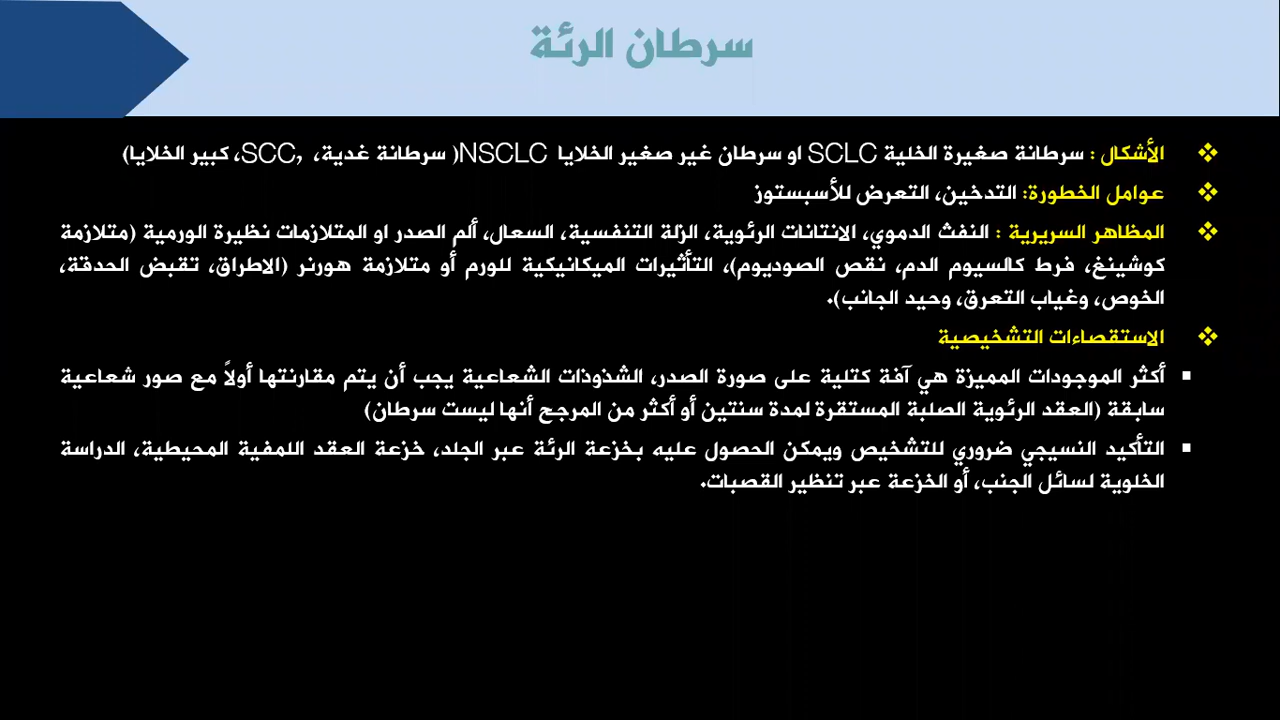 سرطان الرئة
❖ الأشكال : سرطانة صغيرة الخلية SCLC او سرطان غير صغير الخلايا NSCLC( سرطانة غدية، ,SCC، كبير الخلايا)
❖ عوامل الخطورة: التدخين، التعرض للأسبستوز
❖ المظاهر السريرية : النفث الدموي، الانتانات الرئوية، الزلة التنفسية، السعال، ألم الصدر او المتلازمات نظيرة الورمية (متلازمة
كوشينغ، فرط كالسيوم الدم، نقص الصوديوم)، التأثيرات الميكانيكية للورم أو متلازمة هورنر (الاطراق، تقبض الحدقة،
الخوص، وغياب التعرق، وحيد الجانب).
❖ الاستقصاءات التشخيصية
▪ أكثر الموجودات المميزة هي آفة كتلية على صورة الصدر، الشذوذات الشعاعية يجب أن يتم مقارنتها أولاً مع صور شعاعية
سابقة (العقد الرئوية الصلبة المستقرة لمدة سنتين أو أكثر من المرجح أنها ليست سرطان)
▪ التأكيد النسيجي ضروري للتشخيص ويمكن الحصول عليه بخزعة الرئة عبر الجلد، خزعة العقد اللمفية المحيطية، الدراسة
الخلوية لسائل الجنب، أو الخزعة عبر تنظير القصبات.